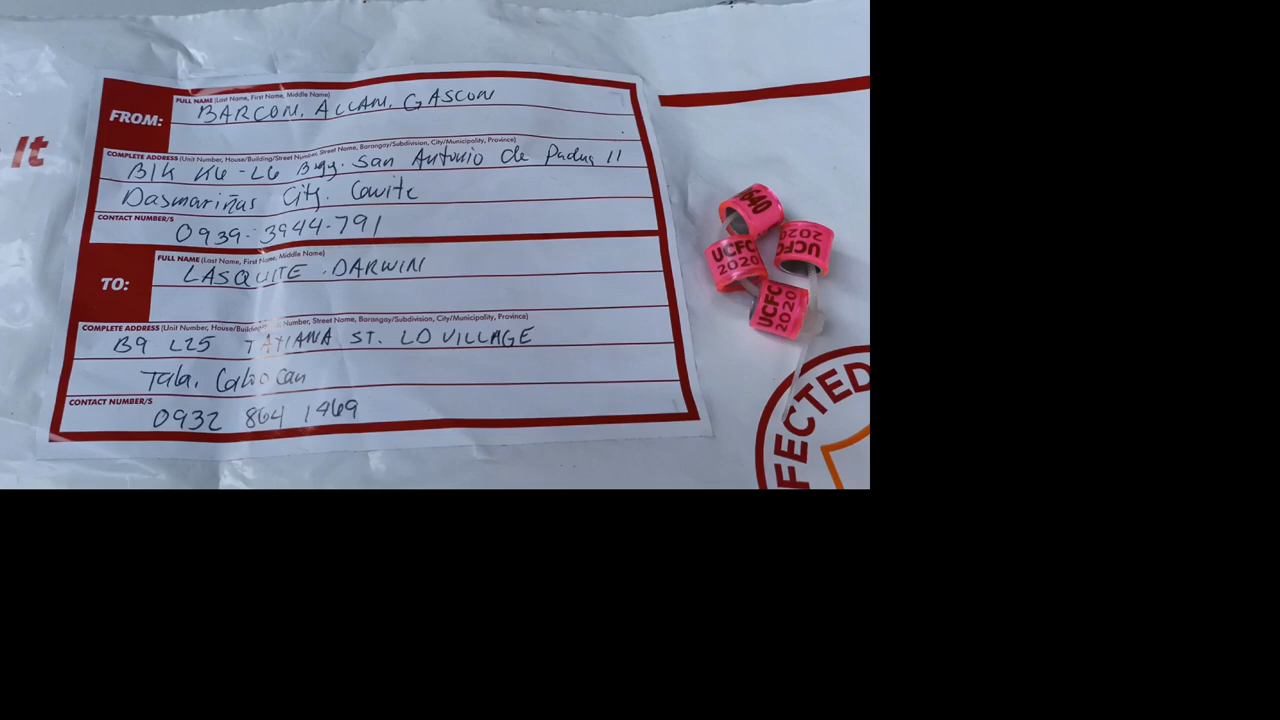 It
FROM:
FULL NAME (Last Name, First Name, Middle Name)
BARCON, ALLAN, GASCON
COMPLETE ADDRESS (Unit Number, House/Building/Street Number, Street Name, Barangay/Subdivision, City/Municipality, Province)
Blk K6-L6 Brgy. San Antonio de Padua II
Dasmariñas City. Cavite
CONTACT NUMBER/S
0939-3944-791
TO:
FULL NAME (Last Name, First Name, Middle Name)
LASQUITE, DARWIN
COMPLETE ADDRESS (Unit Number, House/Building Number, Street Name, Barangay/Subdivision, City/Municipality, Province)
B9 L25 TATIANA ST. LD VILLAGE
Tala, Caloocan
CONTACT NUMBER/S
0932 864 1469
640
UCFC
2020
UCFC
2020
UCFC
2020
FECTED